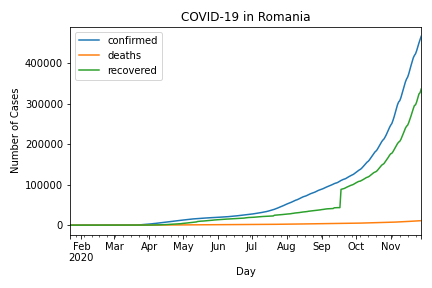 COVID-19 in Romania
confirmed
deaths
recovered
Number of Cases
400000
300000
200000
100000
0
Feb Mar Apr May Jun Jul Aug Sep Oct Nov
2020
Day